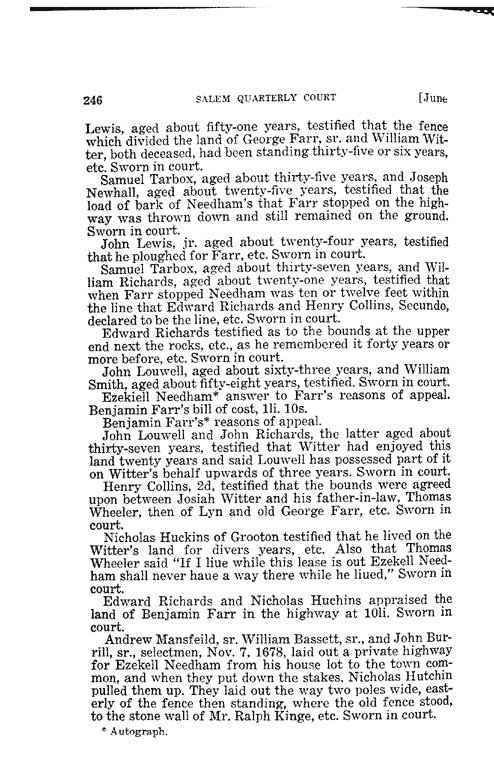 246 SALEM QUARTERLY COURT [June
Lewis, aged about fifty-one years, testified that the fence
which divided the land of George Farr, sr. and William Wit-
ter, both deceased, had been standing thirty-five or six years,
etc. Sworn in court.
Samuel Tarbox, aged about thirty-five years, and Joseph
Newhall, aged about twenty-five years, testified that the
load of bark of Needham's that Farr stopped on the high-
way was thrown down and still remained on the ground.
Sworn in court.
John Lewis, jr. aged about twenty-four years, testified
that he ploughed for Farr, etc. Sworn in court.
Samuel Tarbox, aged about thirty-seven years, and Wil-
liam Richards, aged about twenty-one years, testified that
when Farr stopped Needham was ten or twelve feet within
the line that Edward Richards and Henry Collins, Secundo,
declared to be the line, etc. Sworn in court.
Edward Richards testified as to the bounds at the upper
end next the rocks, etc., as he remembered it forty years or
more before, etc. Sworn in court.
John Louwell, aged about sixty-three years, and William
Smith, aged about fifty-eight years, testified. Sworn in court.
Ezekiell Needham* answer to Farr's reasons of appeal.
Benjamin Farr's bill of cost, 1li. 10s.
Benjamin Farr's* reasons of appeal.
John Louwell and John Richards, the latter aged about
thirty-seven years, testified that Witter had enjoyed this
land twenty years and said Louwell has possessed part of it
on Witter's behalf upwards of three years. Sworn in court.
Henry Collins, 2d, testified that the bounds were agreed
upon between Josiah Witter and his father-in-law, Thomas
Wheeler, then of Lyn and old George Farr, etc. Sworn in
court.
Nicholas Huckins of Grooton testified that he lived on the
Witter's land for divers years, etc. Also that Thomas
Wheeler said "If I liue while this lease is out Ezekell Need-
ham shall never haue a way there while he liued," Sworn in
court.
Edward Richards and Nicholas Huchins appraised the
land of Benjamin Farr in the highway at 10li. Sworn in
court.
Andrew Mansfeild, sr. William Bassett, sr., and John Bur-
rill, sr., selectmen, Nov. 7, 1678, laid out a private highway
for Ezekell Needham from his house lot to the town com-
mon, and when they put down the stakes, Nicholas Hutchin
pulled them up. They laid out the way two poles wide, east-
erly of the fence then standing, where the old fence stood,
to the stone wall of Mr. Ralph Kinge, etc. Sworn in court.
* Autograph.